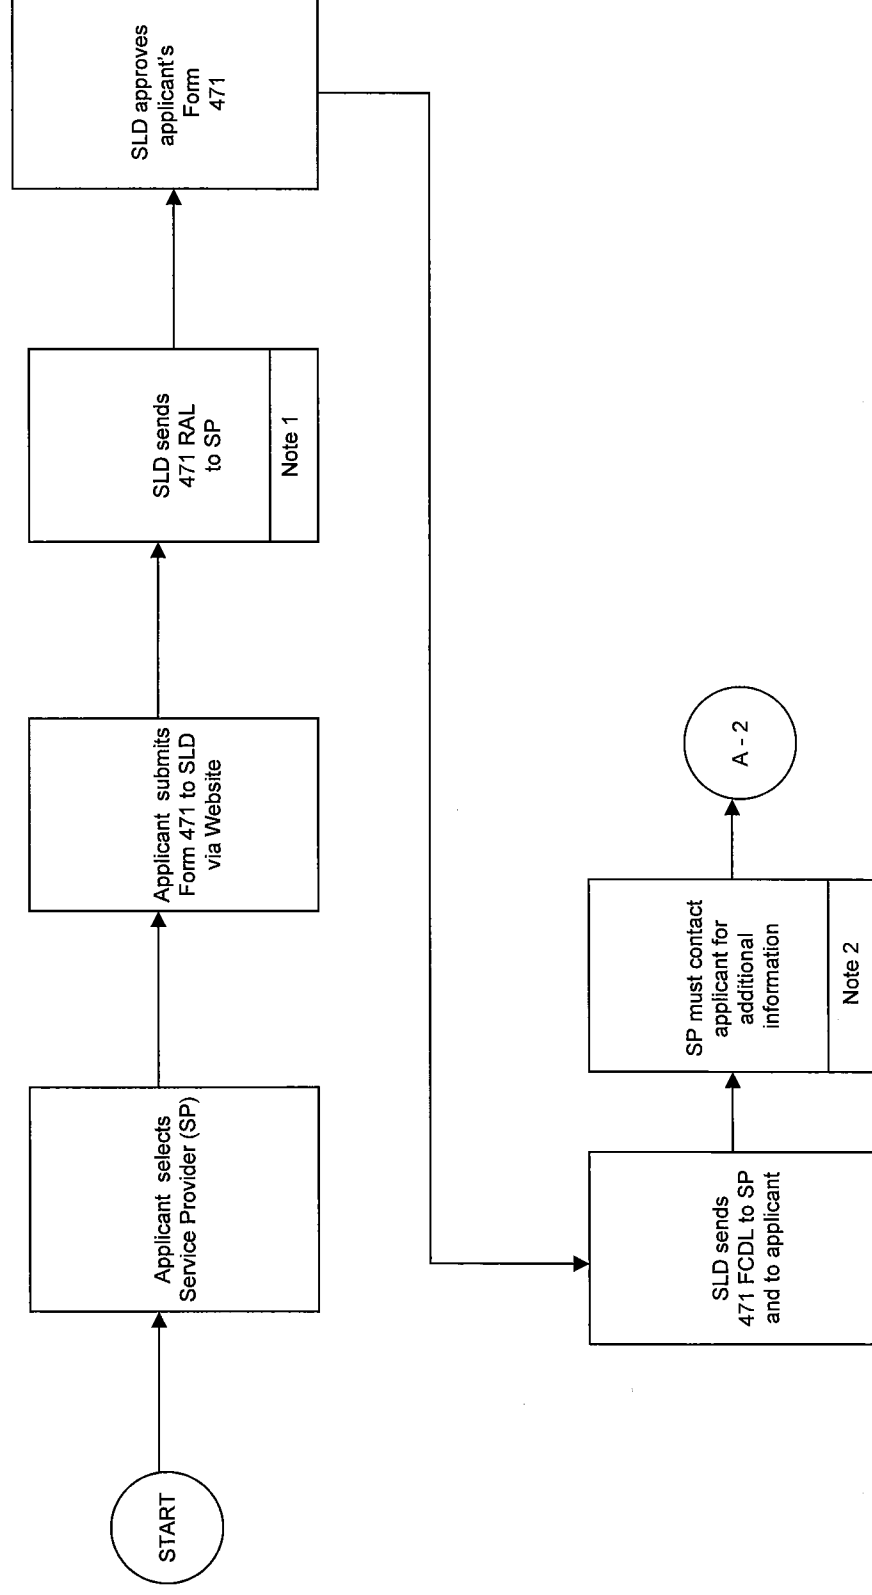 START
Applicant selects
Service Provider (SP)
Applicant submits
Form 471 to SLD
via Website
SLD sends
471 RAL
to SP
Note 1
SLD approves
applicant's
Form
471
SLD sends
471 FCDL to SP
and to applicant
SP must contact
applicant for
additional
information
Note 2
A - 2